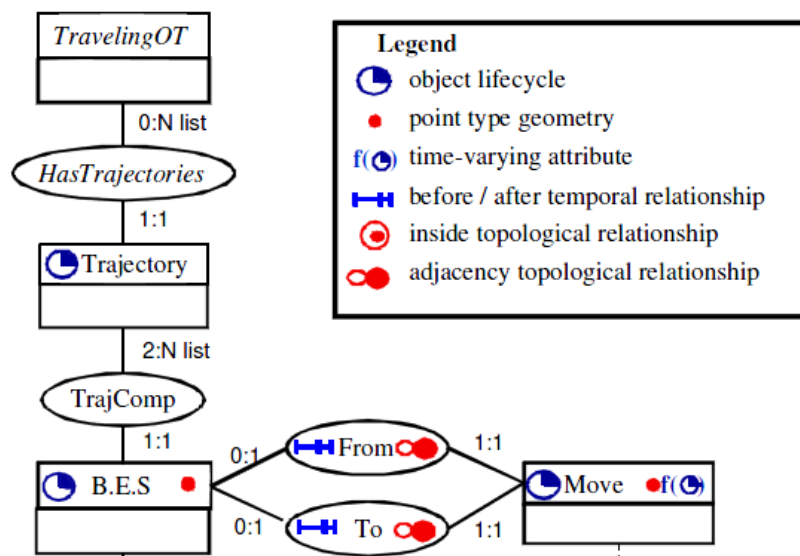 TravelingOT
0:N list
HasTrajectories
1:1
Trajectory
2:N list
TrajComp
1:1
B.E.S
0:1
From
1:1
0:1
To
1:1
Move
f( )
Legend
object lifecycle
point type geometry
f( ) time-varying attribute
before / after temporal relationship
inside topological relationship
adjacency topological relationship